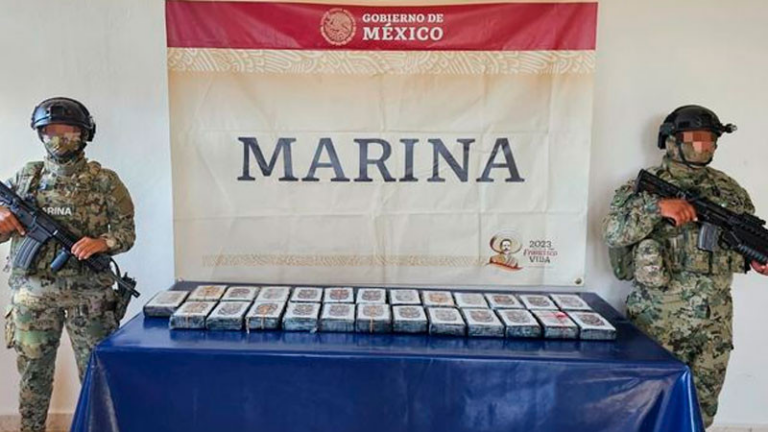 GOBIERNO DE
MÉXICO
MARINA
MARINA
2023
Francisco
VILLA